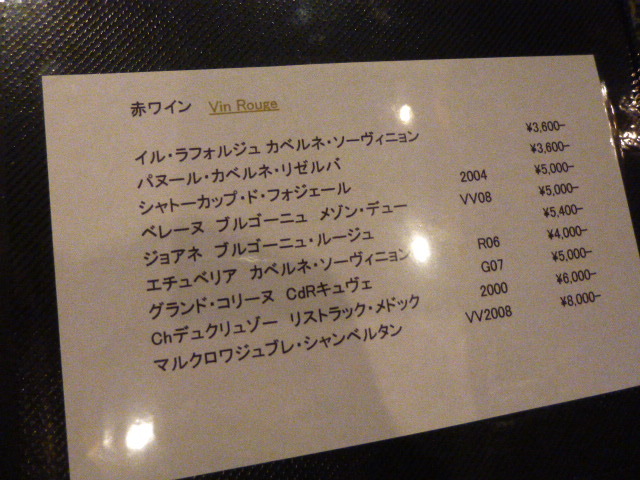 赤ワイン Vin Rouge
イル・ラフォルジュ カベルネ・ソーヴィニョン ¥3,600-
パヌール・カベルネ・リゼルバ ¥3,600-
シャトーカップ・ド・フォジェール 2004 ¥5,000-
ベレーヌ ブルゴーニュ メゾン・デュー VV08 ¥5,000-
ジョアネ ブルゴーニュ・ルージュ ¥5,400-
エチュベリア カベルネ・ソーヴィニョン R06 ¥4,000-
グランド・コリーヌ CdRキュヴェ G07 ¥5,000-
Chデュクリュゾー リストラック・メドック 2000 ¥6,000-
マルクロワジュブレ・シャンベルタン VV2008 ¥8,000-